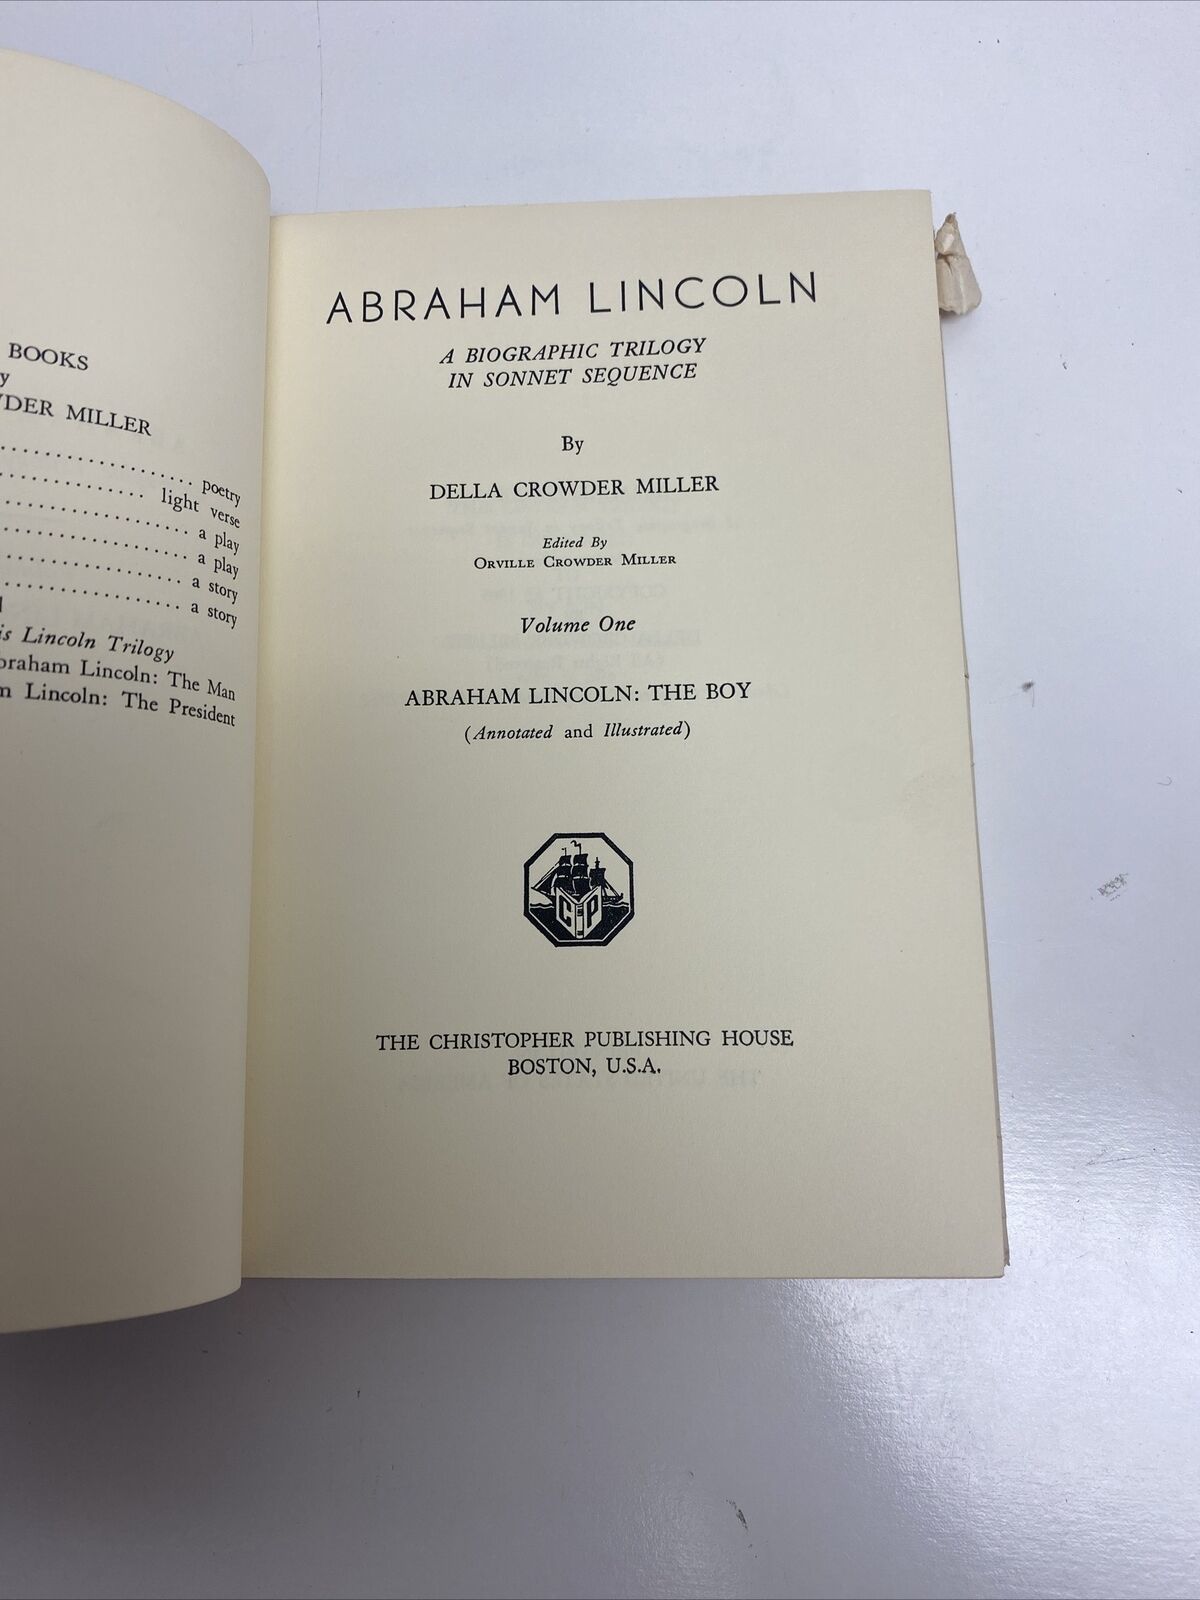 BOOKS
DER MILLER
poetry
light verse
a play
a play
a story
a story
is Lincoln Trilogy
braham Lincoln: The Man
m Lincoln: The President
ABRAHAM LINCOLN
A BIOGRAPHIC TRILOGY
IN SONNET SEQUENCE
By
DELLA CROWDER MILLER
Edited By
ORVILLE CROWDER MILLER
Volume One
ABRAHAM LINCOLN: THE BOY
(Annotated and Illustrated)
C P
THE CHRISTOPHER PUBLISHING HOUSE
BOSTON, U.S.A.